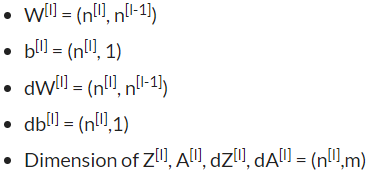 • W[l] = (n[l], n[l-1])
• b[l] = (n[l], 1)
• dW[l] = (n[l], n[l-1])
• db[l] = (n[l],1)
• Dimension of Z[l], A[l], dZ[l], dA[l] = (n[l],m)